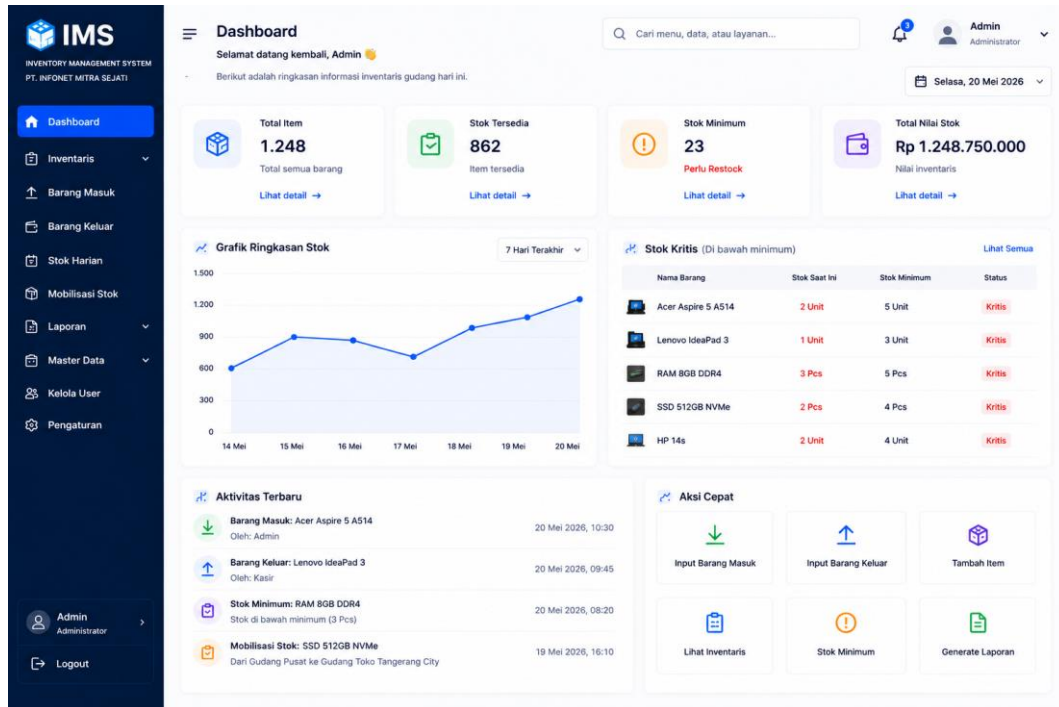 IMS
INVENTORY MANAGEMENT SYSTEM
PT. INFONET MITRA SEJATI
Dashboard
Inventaris
Barang Masuk
Barang Keluar
Stok Harian
Mobilisasi Stok
Laporan
Master Data
Kelola User
Pengaturan
Admin
Administrator
Logout
Dashboard
Selamat datang kembali, Admin 👋
- Berikut adalah ringkasan informasi inventaris gudang hari ini.
Cari menu, data, atau layanan...
3
Admin
Administrator
Selasa, 20 Mei 2026
Total Item
1.248
Total semua barang
Lihat detail →
Stok Tersedia
862
Item tersedia
Lihat detail →
Stok Minimum
23
Perlu Restock
Lihat detail →
Total Nilai Stok
Rp 1.248.750.000
Nilai inventaris
Lihat detail →
Grafik Ringkasan Stok
7 Hari Terakhir
1.500
1.200
900
600
300
0
14 Mei 15 Mei 16 Mei 17 Mei 18 Mei 19 Mei 20 Mei
Stok Kritis (Di bawah minimum)
Lihat Semua
Nama Barang Stok Saat Ini Stok Minimum Status
Acer Aspire 5 A514 2 Unit 5 Unit Kritis
Lenovo IdeaPad 3 1 Unit 3 Unit Kritis
RAM 8GB DDR4 3 Pcs 5 Pcs Kritis
SSD 512GB NVMe 2 Pcs 4 Pcs Kritis
HP 14s 2 Unit 4 Unit Kritis
Aktivitas Terbaru
Barang Masuk: Acer Aspire 5 A514
Oleh: Admin
20 Mei 2026, 10:30
Barang Keluar: Lenovo IdeaPad 3
Oleh: Kasir
20 Mei 2026, 09:45
Stok Minimum: RAM 8GB DDR4
Stok di bawah minimum (3 Pcs)
20 Mei 2026, 08:20
Mobilisasi Stok: SSD 512GB NVMe
Dari Gudang Pusat ke Gudang Toko Tangerang City
19 Mei 2026, 16:10
Aksi Cepat
Input Barang Masuk
Input Barang Keluar
Tambah Item
Lihat Inventaris
Stok Minimum
Generate Laporan